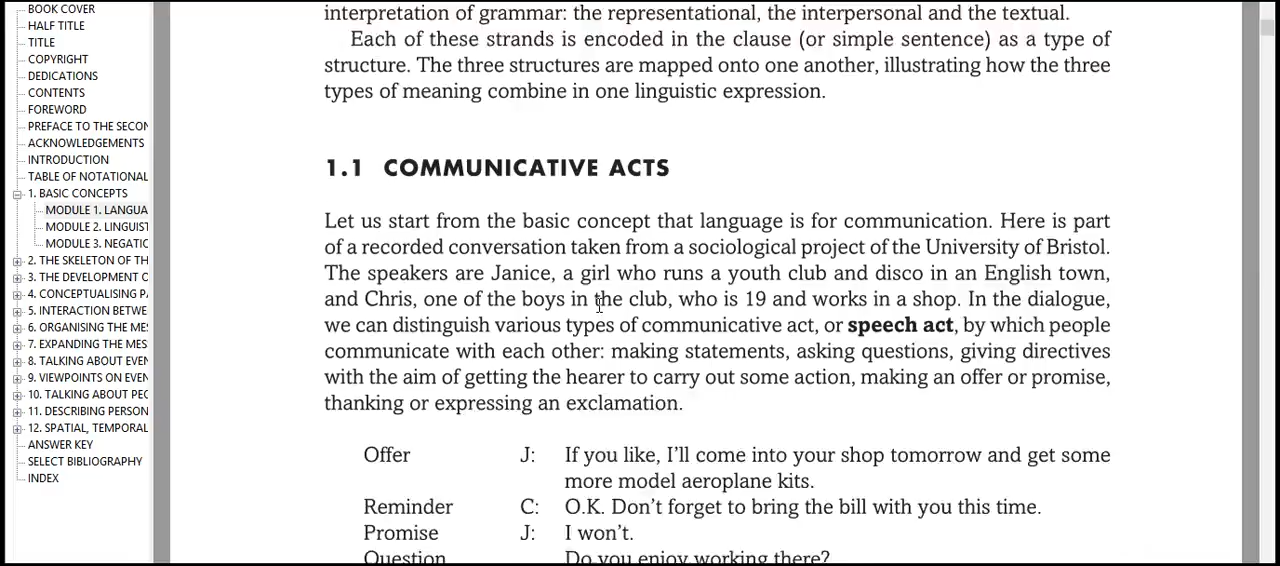 BOOK COVER
HALF TITLE
TITLE
COPYRIGHT
DEDICATIONS
CONTENTS
FOREWORD
PREFACE TO THE SECON
ACKNOWLEDGEMENTS
INTRODUCTION
TABLE OF NOTATIONAL
1. BASIC CONCEPTS
MODULE 1. LANGUA
MODULE 2. LINGUIST
MODULE 3. NEGATIO
2. THE SKELETON OF TH
3. THE DEVELOPMENT O
4. CONCEPTUALISING PA
5. INTERACTION BETWE
6. ORGANISING THE MES
7. EXPANDING THE MES
8. TALKING ABOUT EVEN
9. VIEWPOINTS ON EVEN
10. TALKING ABOUT PEO
11. DESCRIBING PERSON
12. SPATIAL, TEMPORAL
ANSWER KEY
SELECT BIBLIOGRAPHY
INDEX
interpretation of grammar: the representational, the interpersonal and the textual.
Each of these strands is encoded in the clause (or simple sentence) as a type of
structure. The three structures are mapped onto one another, illustrating how the three
types of meaning combine in one linguistic expression.
1.1 COMMUNICATIVE ACTS
Let us start from the basic concept that language is for communication. Here is part
of a recorded conversation taken from a sociological project of the University of Bristol.
The speakers are Janice, a girl who runs a youth club and disco in an English town,
and Chris, one of the boys in the club, who is 19 and works in a shop. In the dialogue,
we can distinguish various types of communicative act, or speech act, by which people
communicate with each other: making statements, asking questions, giving directives
with the aim of getting the hearer to carry out some action, making an offer or promise,
thanking or expressing an exclamation.
Offer J: If you like, I'll come into your shop tomorrow and get some
more model aeroplane kits.
Reminder C: O.K. Don't forget to bring the bill with you this time.
Promise J: I won't.
Question Do you enjoy working there?